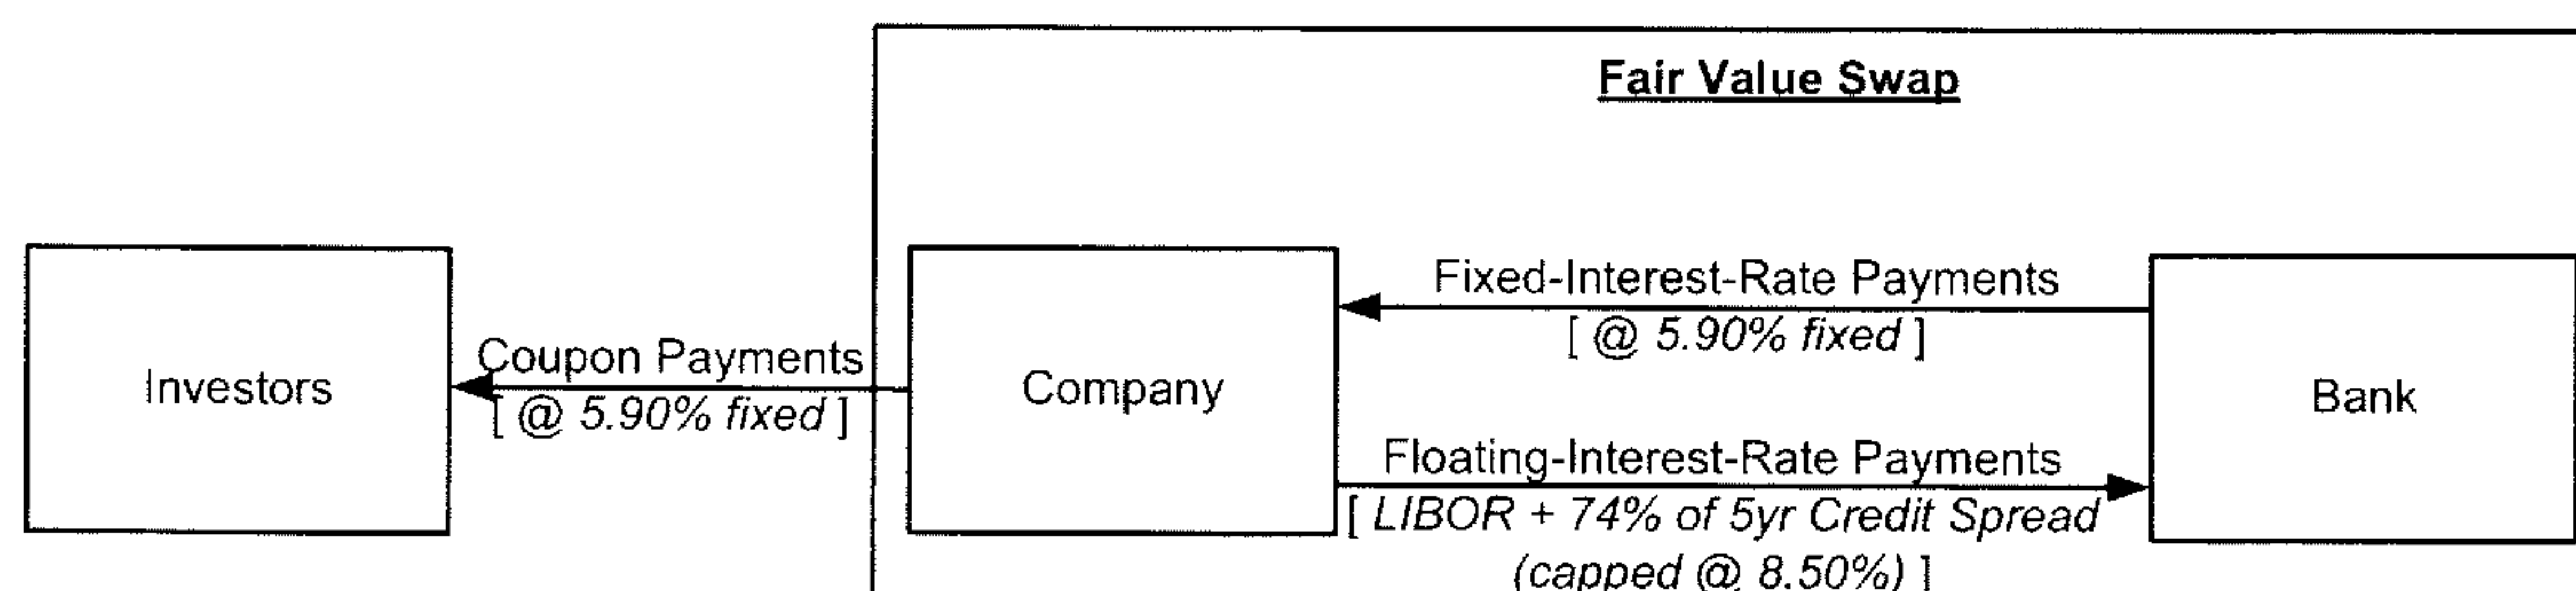 Fair Value Swap
Investors
Coupon Payments
[ @ 5.90% fixed ]
Company
Fixed-Interest-Rate Payments
[ @ 5.90% fixed ]
Floating-Interest-Rate Payments
[ LIBOR + 74% of 5yr Credit Spread
(capped @ 8.50%) ]
Bank